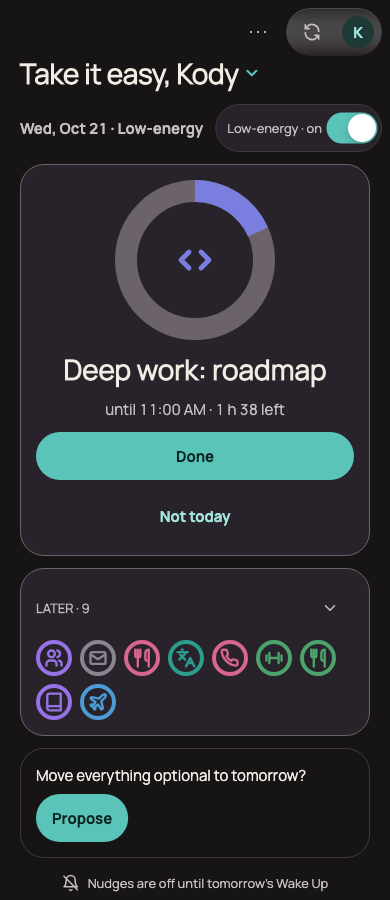 ...
K
Take it easy, Kody
Wed, Oct 21 · Low-energy
Low-energy · on
Deep work: roadmap
until 11:00 AM · 1 h 38 left
Done
Not today
LATER · 9
Move everything optional to tomorrow?
Propose
Nudges are off until tomorrow's Wake Up